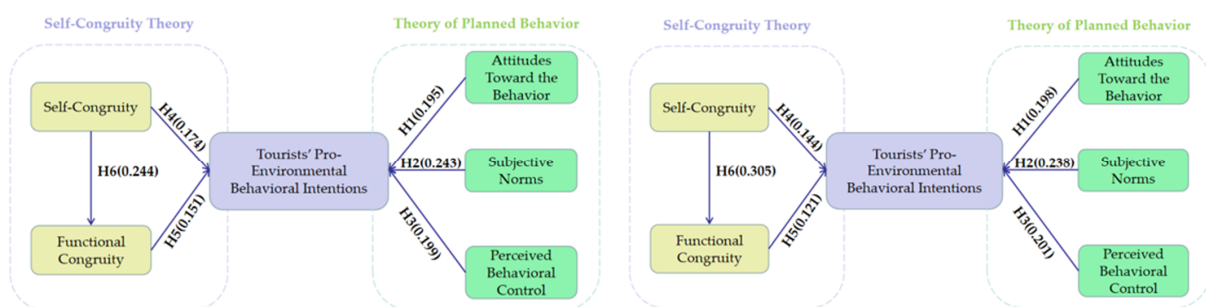 Self-Congruity Theory
Theory of Planned Behavior
Self-Congruity
Functional
Congruity
H4(0.174)
H6(0.244)
H5(0.151)
Tourists' Pro-
Environmental
Behavioral Intentions
H1(0.195)
H2(0.243)
H3(0.199)
Attitudes
Toward the
Behavior
Subjective
Norms
Perceived
Behavioral
Control
Self-Congruity Theory
Theory of Planned Behavior
Self-Congruity
Functional
Congruity
H4(0.144)
H6(0.305)
H5(0.121)
Tourists' Pro-
Environmental
Behavioral Intentions
H1(0.198)
H2(0.238)
H3(0.201)
Attitudes
Toward the
Behavior
Subjective
Norms
Perceived
Behavioral
Control